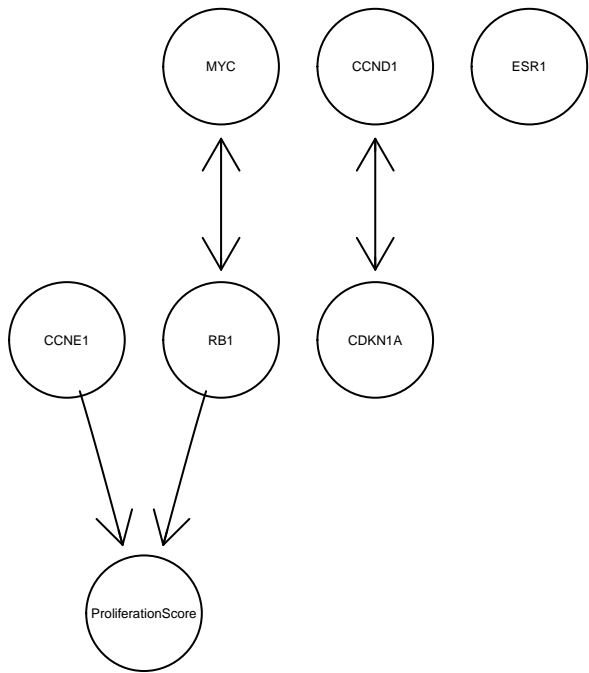 MYC
CCND1
ESR1
CCNE1
RB1
CDKN1A
ProliferationScore